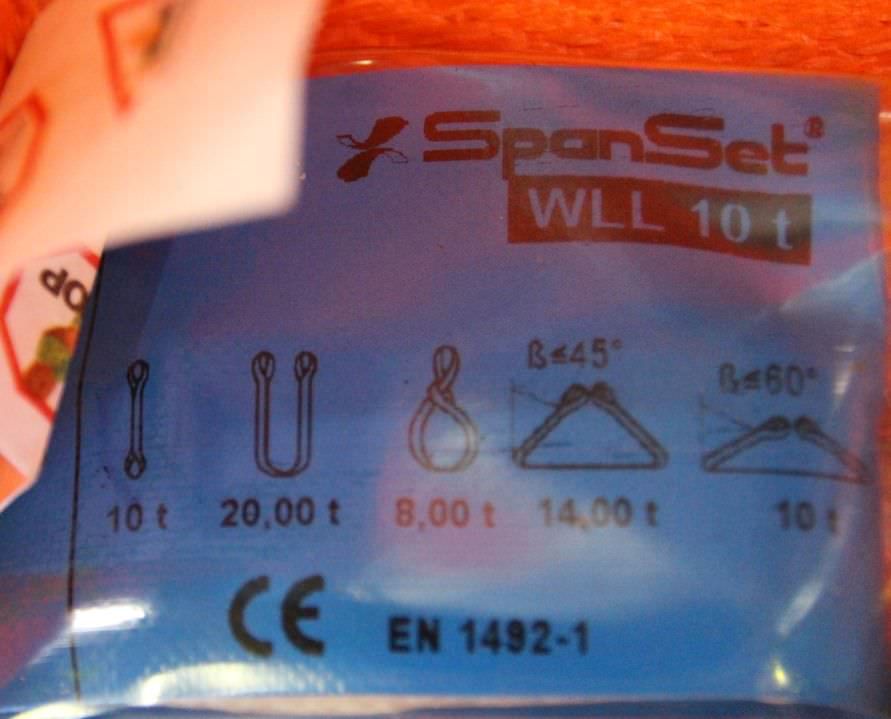 SpanSet®
WLL 10 t
ß≤45°
ß≤60°
10 t 20,00 t 8,00 t 14,00 t 10 t
CE EN 1492-1
OP